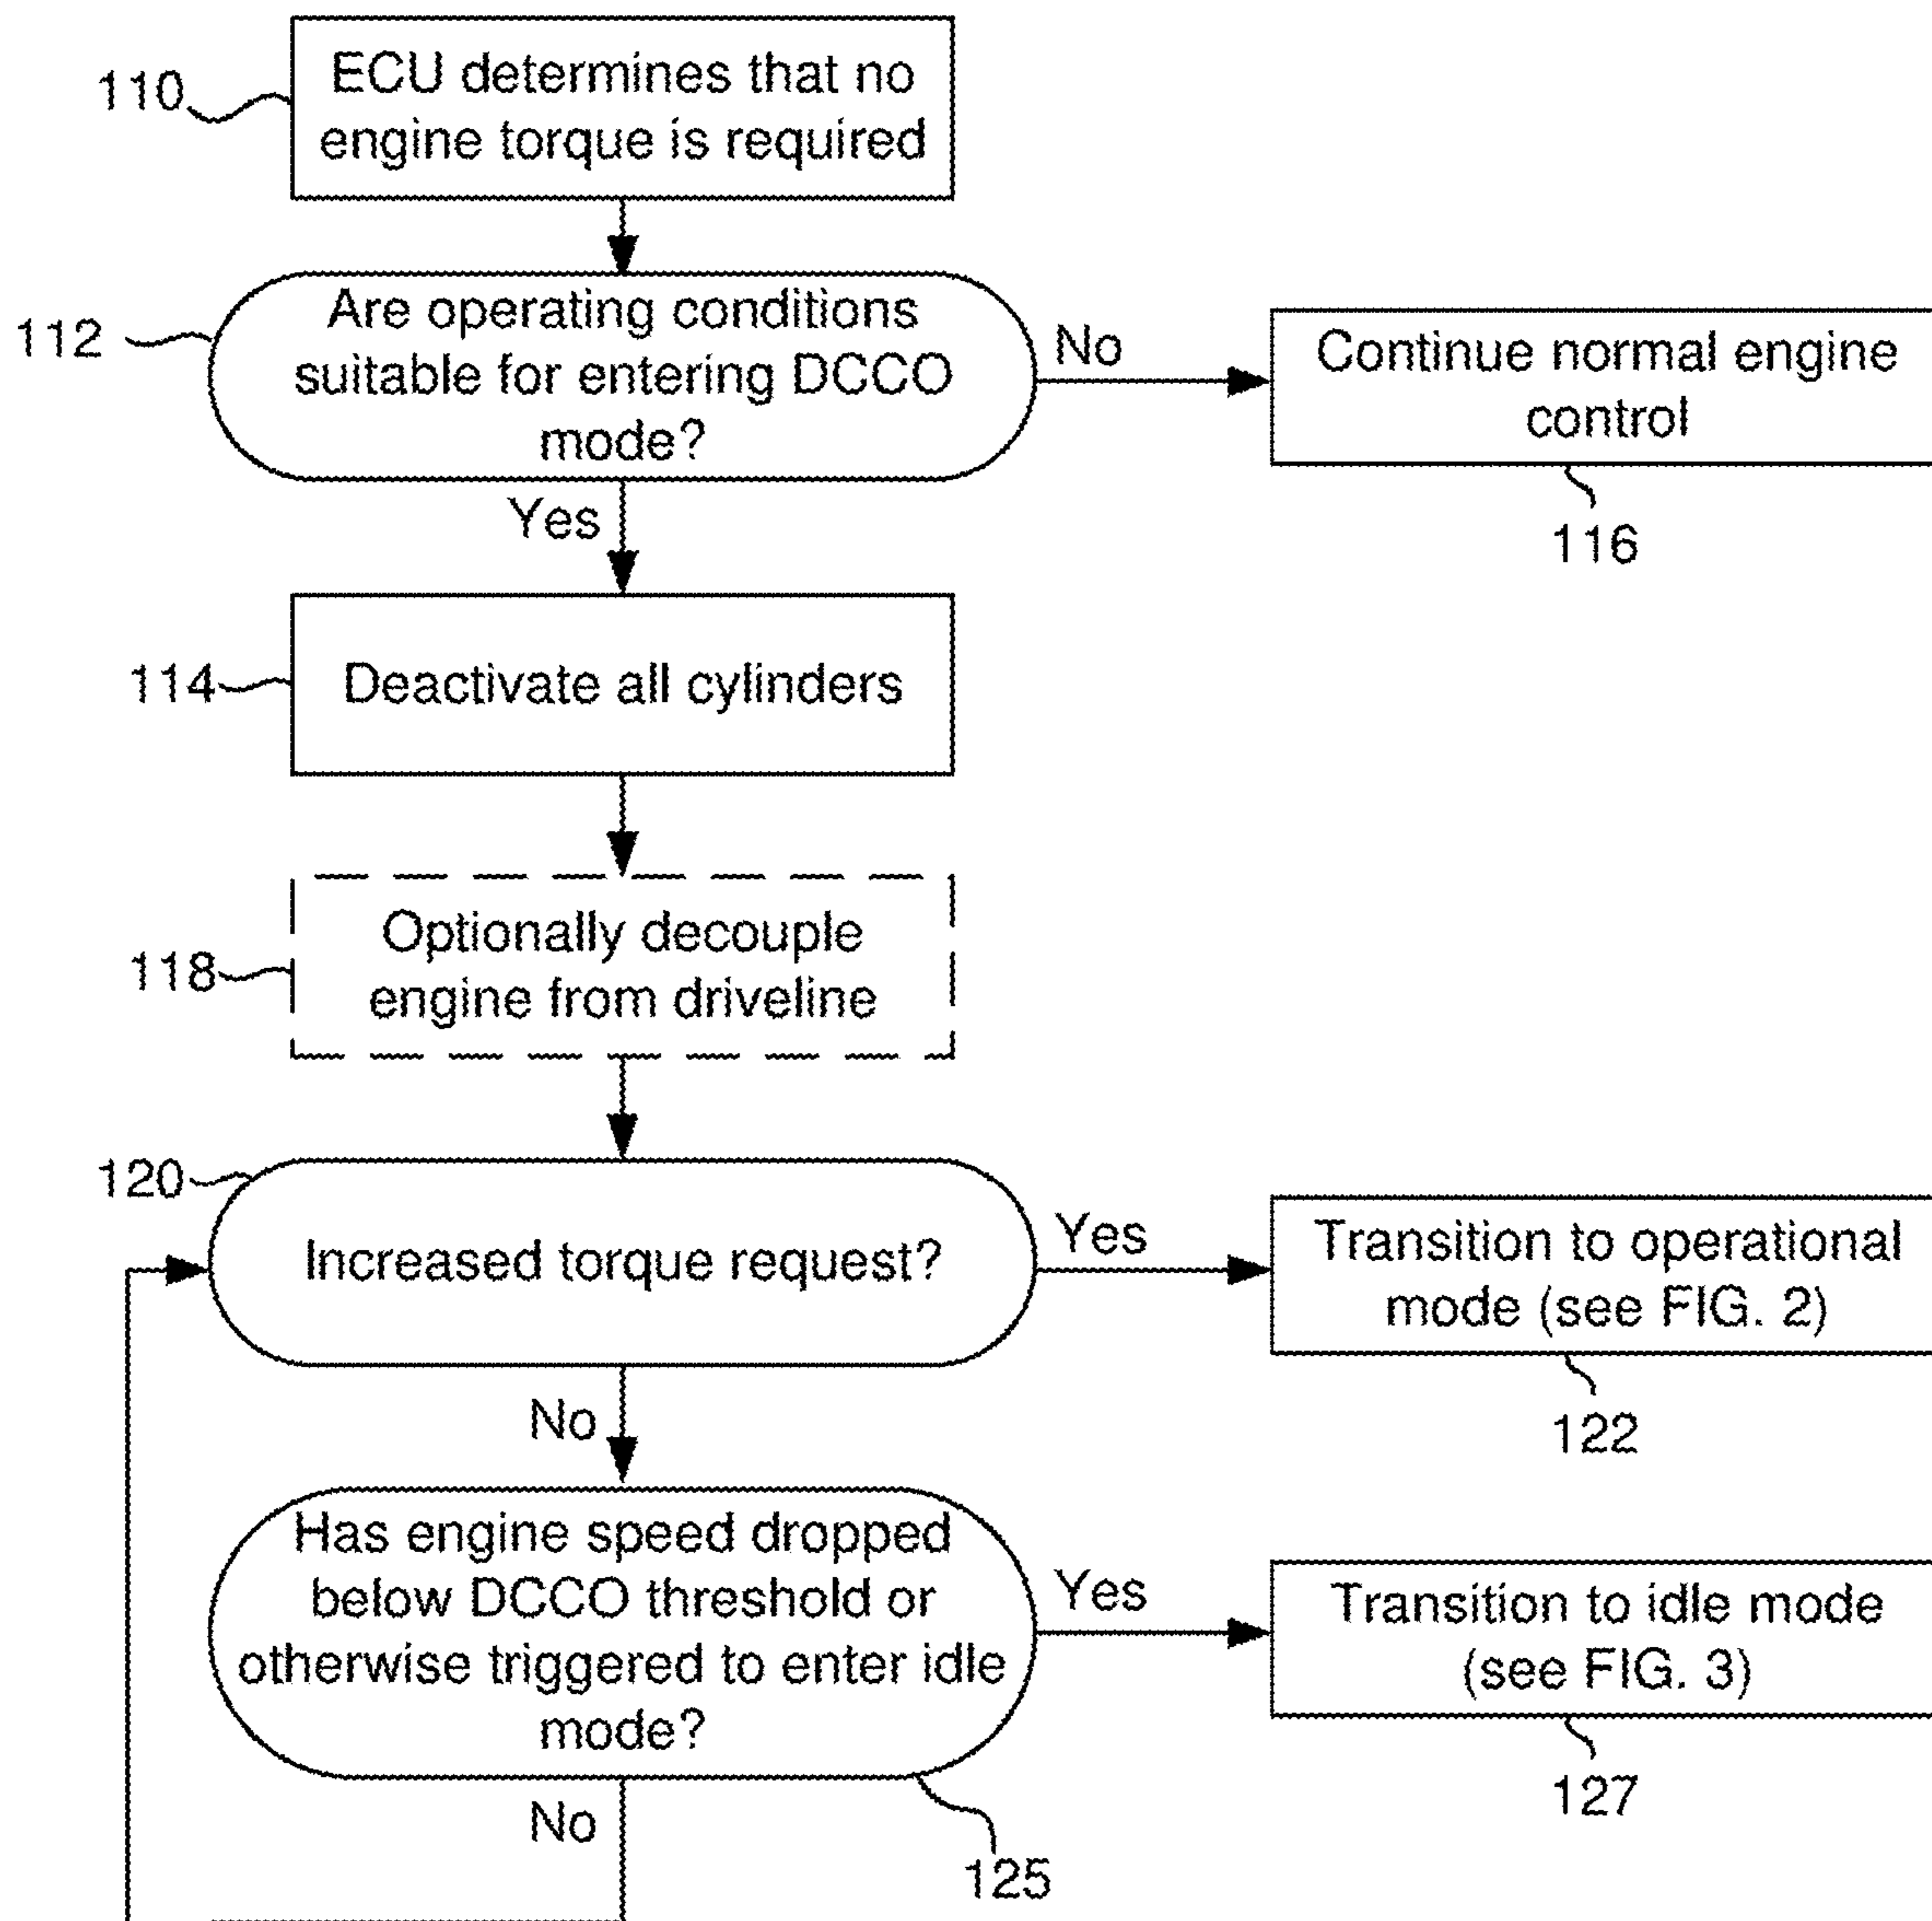 110
ECU determines that no
engine torque is required
112
Are operating conditions
suitable for entering DCCO
mode?
No
Continue normal engine
control
116
Yes
114
Deactivate all cylinders
118
Optionally decouple
engine from driveline
120
Increased torque request?
Yes
Transition to operational
mode (see FIG. 2)
122
No
Has engine speed dropped
below DCCO threshold or
otherwise triggered to enter idle
mode?
Yes
Transition to idle mode
(see FIG. 3)
127
No
125